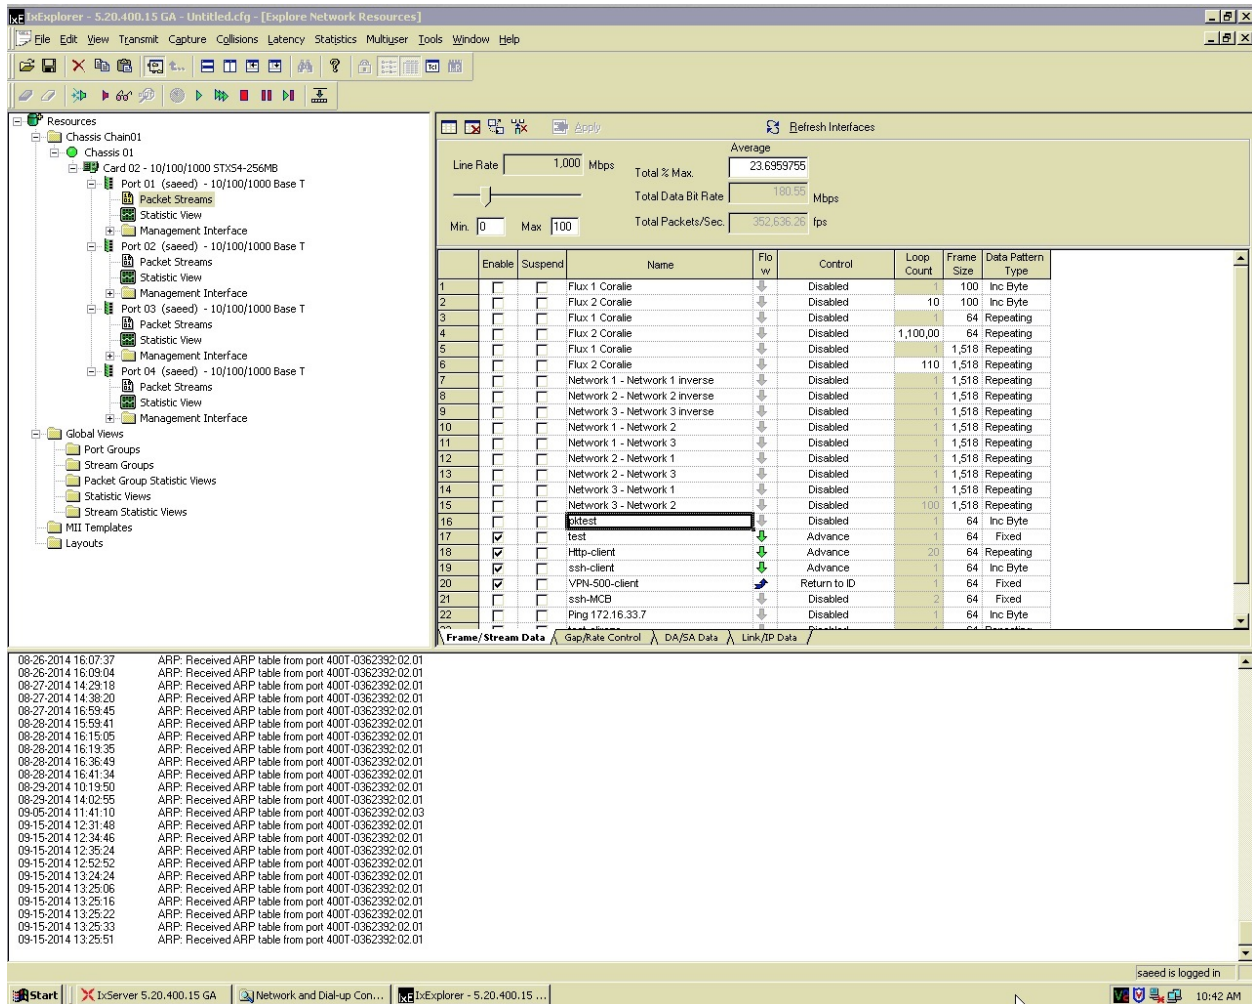 IxExplorer - 5.20.400.15 GA - Untitled.cfg - [Explore Network Resources]
File Edit View Transmit Capture Collisions Latency Statistics Multiuser Tools Window Help
Resources
Chassis Chain01
Chassis 01
Card 02 - 10/100/1000 STXS4-256MB
Port 01 (saeed) - 10/100/1000 Base T
Packet Streams
Statistic View
Management Interface
Port 02 (saeed) - 10/100/1000 Base T
Packet Streams
Statistic View
Management Interface
Port 03 (saeed) - 10/100/1000 Base T
Packet Streams
Statistic View
Management Interface
Port 04 (saeed) - 10/100/1000 Base T
Packet Streams
Statistic View
Management Interface
Global Views
Port Groups
Stream Groups
Packet Group Statistic Views
Statistic Views
Stream Statistic Views
MII Templates
Layouts
Apply Refresh Interfaces
Average
Line Rate 1,000 Mbps Total % Max. 23.6959755
Total Data Bit Rate 180.55 Mbps
Min. 0 Max 100 Total Packets/Sec. 352,636.26 fps
Enable Suspend Name Flow Control Loop Count Frame Size Data Pattern Type
1 Flux 1 Coralie Disabled 1 100 Inc Byte
2 Flux 2 Coralie Disabled 10 100 Inc Byte
3 Flux 1 Coralie Disabled 1 64 Repeating
4 Flux 2 Coralie Disabled 1,100,00 64 Repeating
5 Flux 1 Coralie Disabled 1 1,518 Repeating
6 Flux 2 Coralie Disabled 110 1,518 Repeating
7 Network 1 - Network 1 inverse Disabled 1 1,518 Repeating
8 Network 2 - Network 2 inverse Disabled 1 1,518 Repeating
9 Network 3 - Network 3 inverse Disabled 1 1,518 Repeating
10 Network 1 - Network 2 Disabled 1 1,518 Repeating
11 Network 1 - Network 3 Disabled 1 1,518 Repeating
12 Network 2 - Network 1 Disabled 1 1,518 Repeating
13 Network 2 - Network 3 Disabled 1 1,518 Repeating
14 Network 3 - Network 1 Disabled 1 1,518 Repeating
15 Network 3 - Network 2 Disabled 100 1,518 Repeating
16 pktest Disabled 1 64 Inc Byte
17 test Advance 1 64 Fixed
18 Http-client Advance 20 64 Repeating
19 ssh-client Advance 1 64 Inc Byte
20 VPN-500-client Return to ID 1 64 Fixed
21 ssh-MCB Disabled 2 64 Fixed
22 Ping 172.16.33.7 Disabled 1 64 Inc Byte
Frame/Stream Data Gap/Rate Control DA/SA Data Link/IP Data
08-26-2014 16:07:37 ARP: Received ARP table from port 400T-0362392:02.01
08-26-2014 16:09:04 ARP: Received ARP table from port 400T-0362392:02.01
08-27-2014 14:29:18 ARP: Received ARP table from port 400T-0362392:02.01
08-27-2014 14:38:20 ARP: Received ARP table from port 400T-0362392:02.01
08-27-2014 16:59:45 ARP: Received ARP table from port 400T-0362392:02.01
08-28-2014 15:59:41 ARP: Received ARP table from port 400T-0362392:02.01
08-28-2014 16:15:05 ARP: Received ARP table from port 400T-0362392:02.01
08-28-2014 16:19:35 ARP: Received ARP table from port 400T-0362392:02.01
08-28-2014 16:36:49 ARP: Received ARP table from port 400T-0362392:02.01
08-28-2014 16:41:34 ARP: Received ARP table from port 400T-0362392:02.01
08-29-2014 10:19:50 ARP: Received ARP table from port 400T-0362392:02.01
08-29-2014 14:02:55 ARP: Received ARP table from port 400T-0362392:02.01
09-05-2014 11:41:10 ARP: Received ARP table from port 400T-0362392:02.03
09-15-2014 12:31:48 ARP: Received ARP table from port 400T-0362392:02.01
09-15-2014 12:34:46 ARP: Received ARP table from port 400T-0362392:02.01
09-15-2014 12:35:24 ARP: Received ARP table from port 400T-0362392:02.01
09-15-2014 12:52:52 ARP: Received ARP table from port 400T-0362392:02.01
09-15-2014 13:24:24 ARP: Received ARP table from port 400T-0362392:02.01
09-15-2014 13:25:06 ARP: Received ARP table from port 400T-0362392:02.01
09-15-2014 13:25:16 ARP: Received ARP table from port 400T-0362392:02.01
09-15-2014 13:25:22 ARP: Received ARP table from port 400T-0362392:02.01
09-15-2014 13:25:33 ARP: Received ARP table from port 400T-0362392:02.01
09-15-2014 13:25:51 ARP: Received ARP table from port 400T-0362392:02.01
saeed is logged in
Start IxServer 5.20.400.15 GA Network and Dial-up Con... IxExplorer - 5.20.400.15 ... 10:42 AM